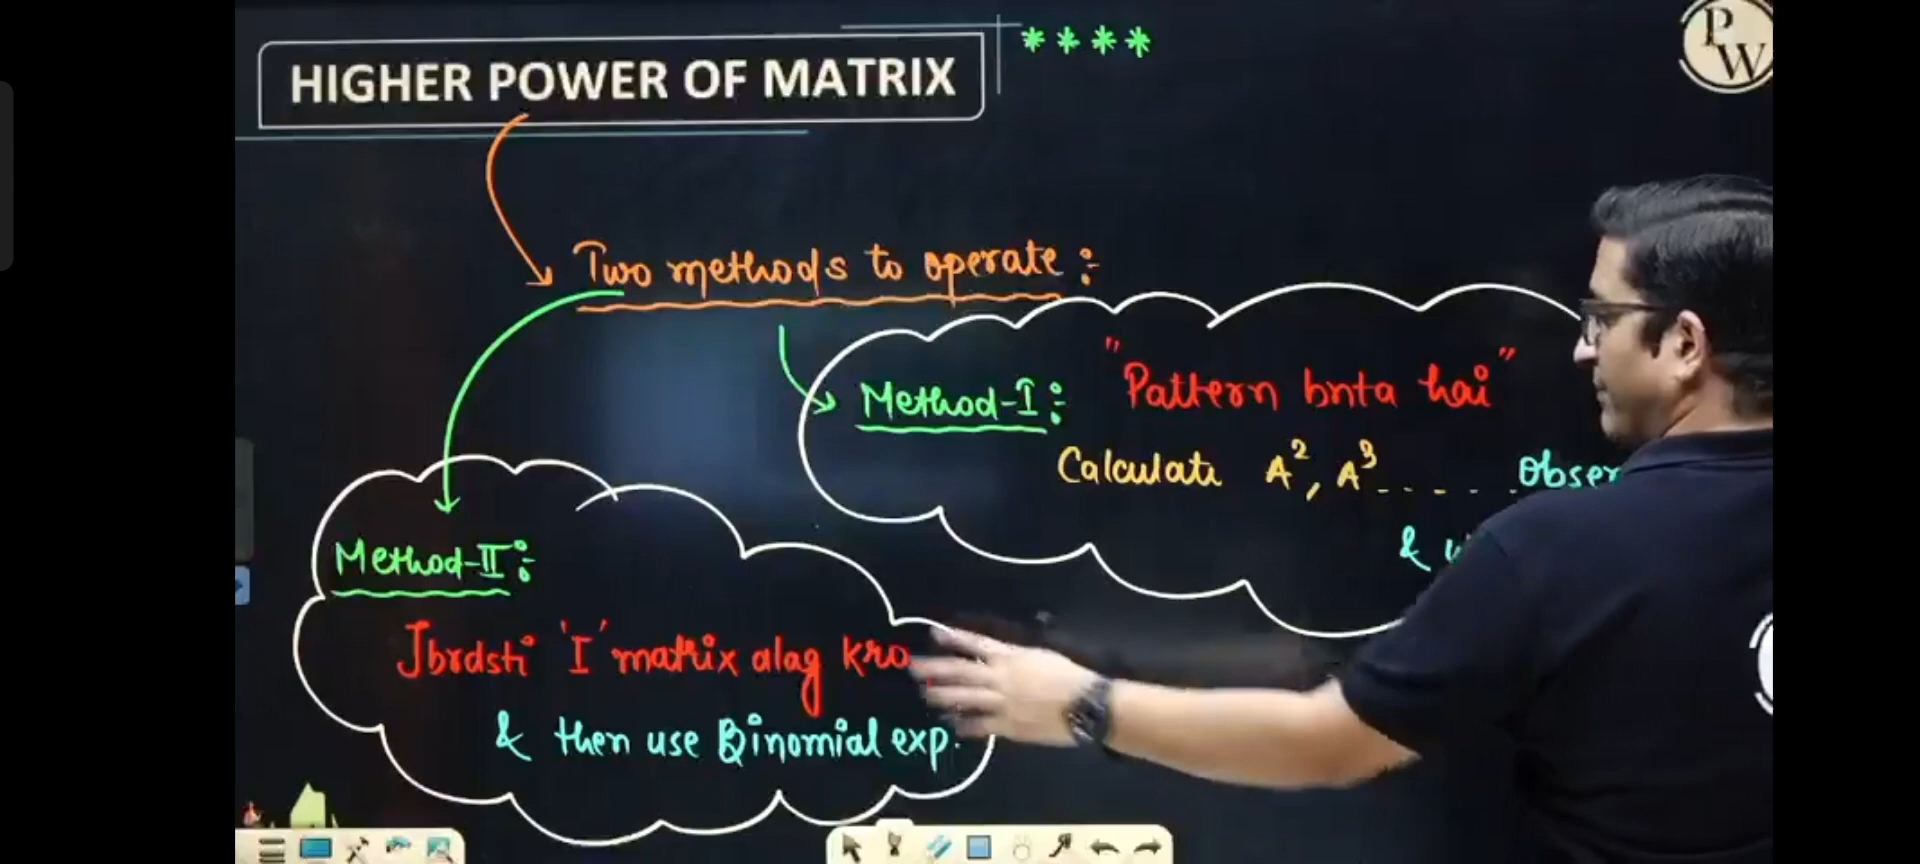 HIGHER POWER OF MATRIX
****
PW
Two methods to operate :
Method-I :
"Pattern bnta hai"
Calculate A², A³ - - - - -
&
Method-II :
Jbrdsti 'I' matrix alag kro
& then use Binomial exp.